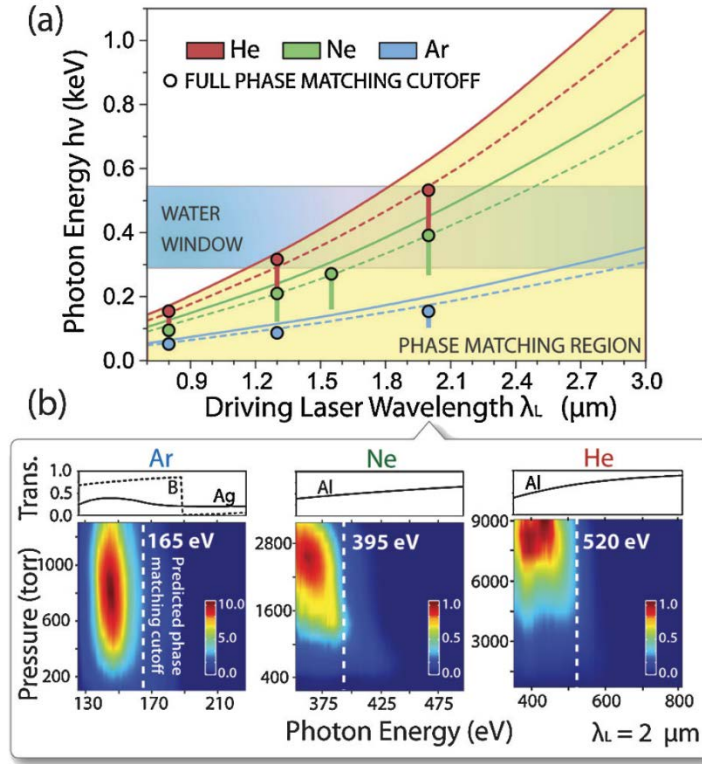 (a)
1.0
0.8
0.6
0.4
0.2
0.0
Photon Energy hν (keV)
He Ne Ar
FULL PHASE MATCHING CUTOFF
WATER
WINDOW
PHASE MATCHING REGION
0.9 1.3 1.5 1.8 2.1 2.4 2.7 3.0
Driving Laser Wavelength λL (μm)
(b)
Ar Ne He
Trans.
1.0
0.5
0.0
B
Ag
Al
Al
Pressure (torr)
1000
600
200
165 eV
Predicted phase
matching cutoff
10.0
5.0
0.0
130 150 170 190 210
2800
1600
400
395 eV
1.0
0.5
0.0
375 425 475 525
9000
6000
3000
520 eV
1.0
0.5
0.0
400 600 800
Photon Energy (eV)
λL = 2 μm